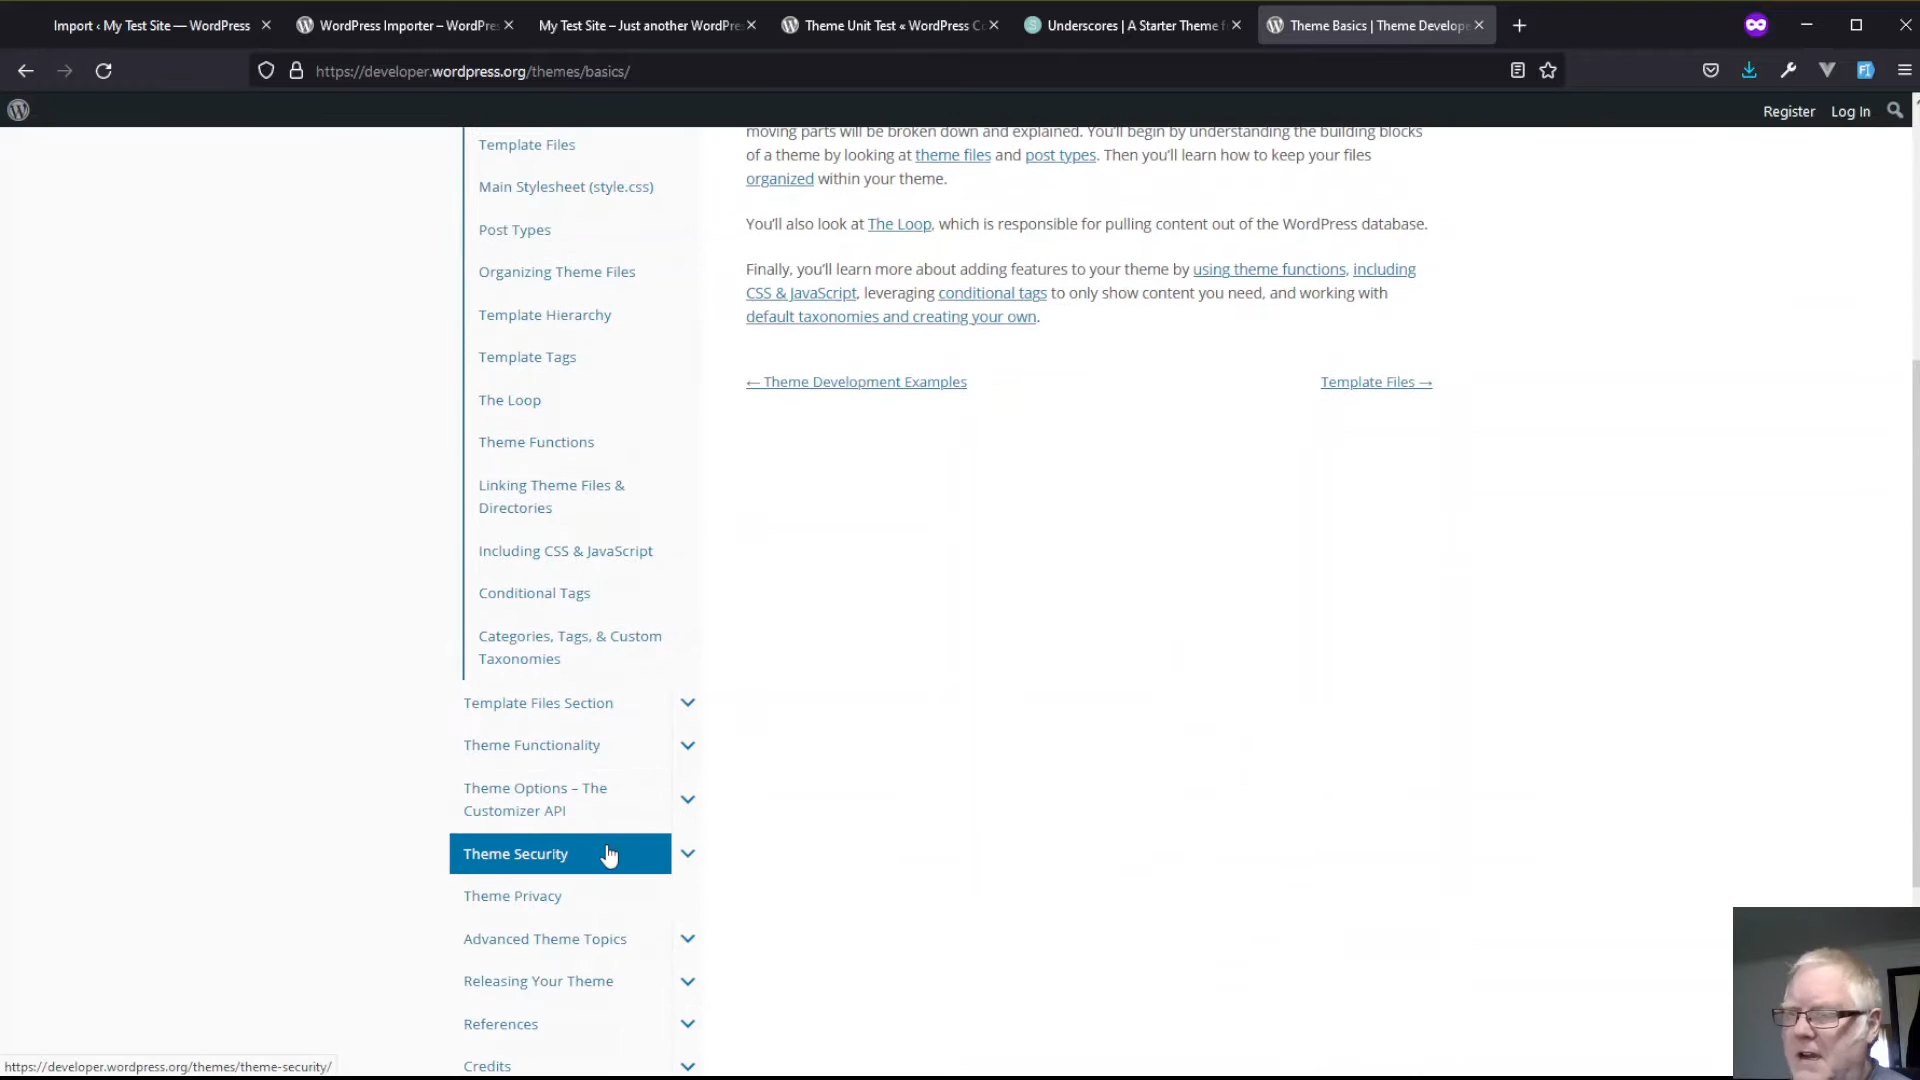 Import ‹ My Test Site — WordPress
WordPress Importer – WordPre
My Test Site – Just another WordPre
Theme Unit Test « WordPress C
Underscores | A Starter Theme f
Theme Basics | Theme Develope
https://developer.wordpress.org/themes/basics/
Register
Log In
Template Files
Main Stylesheet (style.css)
Post Types
Organizing Theme Files
Template Hierarchy
Template Tags
The Loop
Theme Functions
Linking Theme Files &
Directories
Including CSS & JavaScript
Conditional Tags
Categories, Tags, & Custom
Taxonomies
Template Files Section
Theme Functionality
Theme Options – The
Customizer API
Theme Security
Theme Privacy
Advanced Theme Topics
Releasing Your Theme
References
Credits
moving parts will be broken down and explained. You’ll begin by understanding the building blocks
of a theme by looking at theme files and post types. Then you’ll learn how to keep your files
organized within your theme.
You’ll also look at The Loop, which is responsible for pulling content out of the WordPress database.
Finally, you’ll learn more about adding features to your theme by using theme functions, including
CSS & JavaScript, leveraging conditional tags to only show content you need, and working with
default taxonomies and creating your own.
← Theme Development Examples
Template Files →
https://developer.wordpress.org/themes/theme-security/